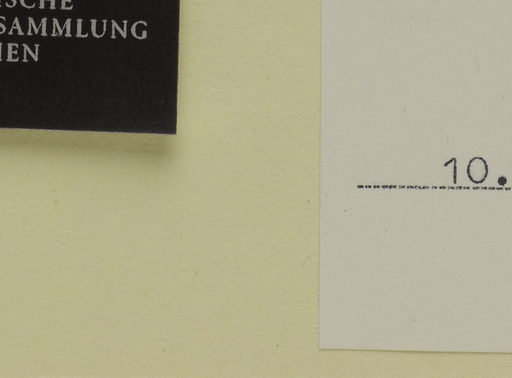 ISCHE
SAMMLUNG
IEN
10.